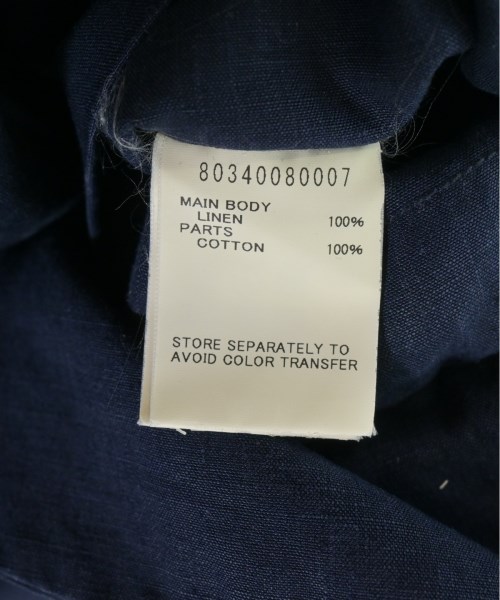 80340080007
MAIN BODY
LINEN 100%
PARTS
COTTON 100%
STORE SEPARATELY TO
AVOID COLOR TRANSFER